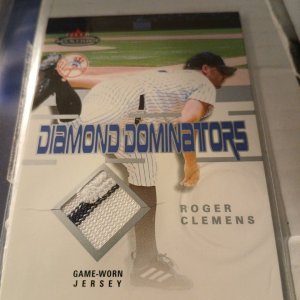 DIAMOND DOMINATORS
ROGER
CLEMENS
GAME-WORN
JERSEY